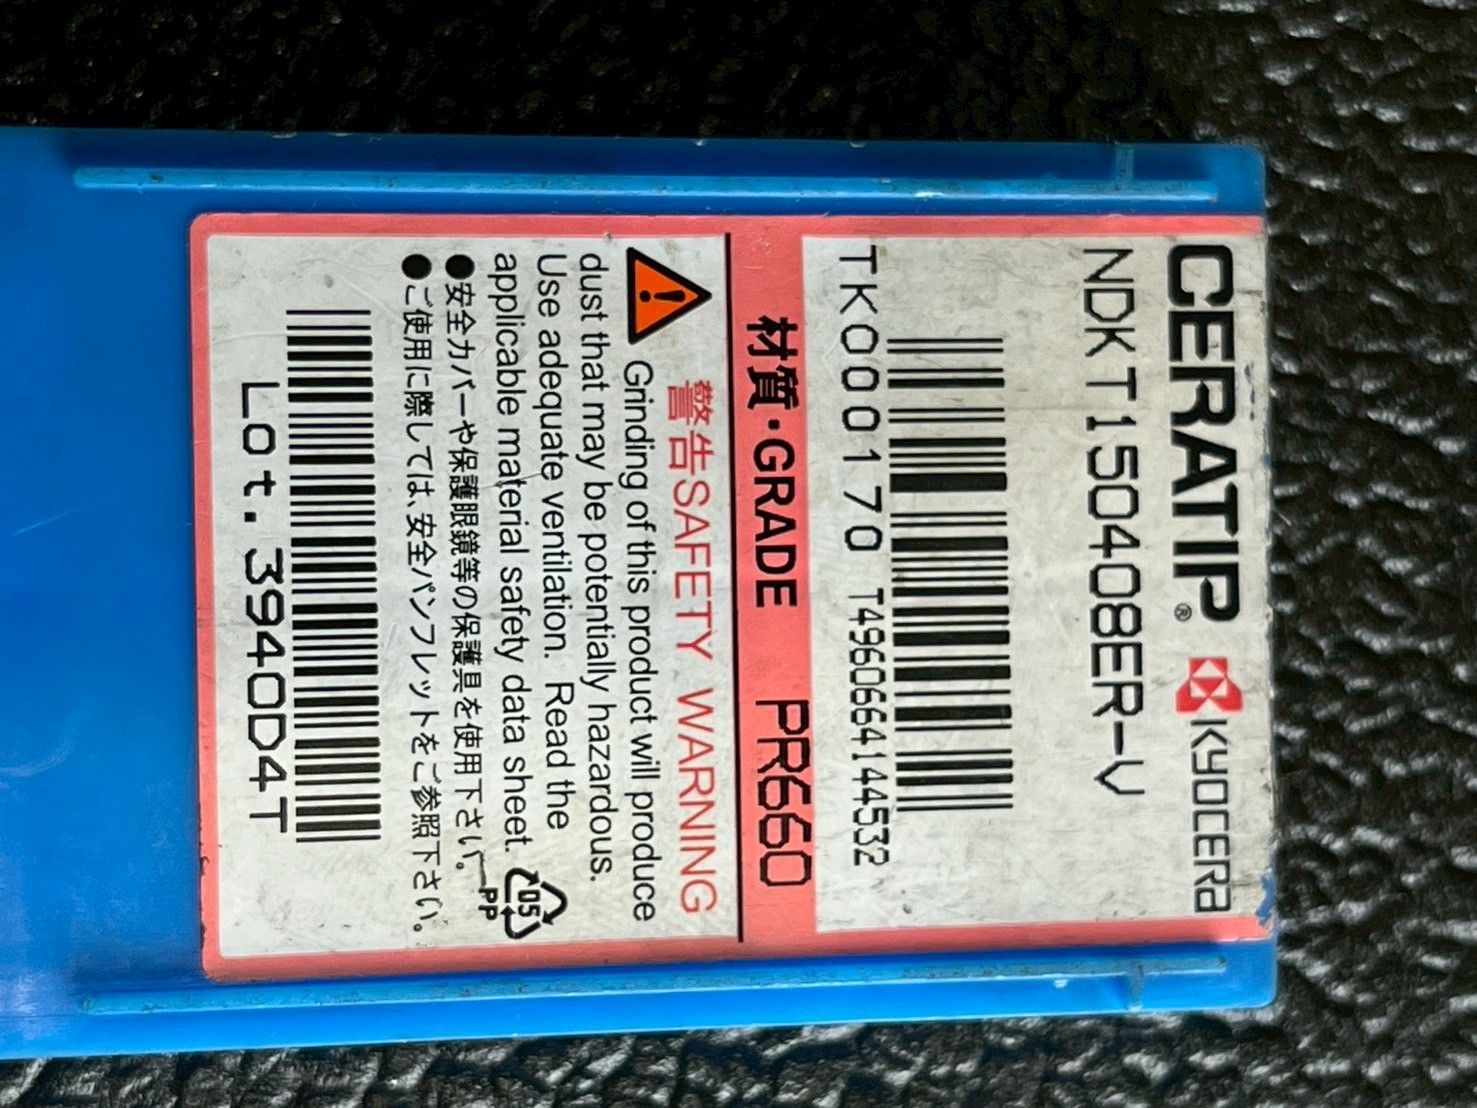 CERATIP® KYOCERA
NDKT150408ER-V
TKO00170 T4960664144532
材質・GRADE PR660
警告SAFETY WARNING
Grinding of this product will produce
dust that may be potentially hazardous.
Use adequate ventilation. Read the
applicable material safety data sheet.
●安全カバーや保護眼鏡等の保護具を使用下さい。
●ご使用に際しては、安全パンフレットをご参照下さい。
05
PP
Lot. 3940D4T